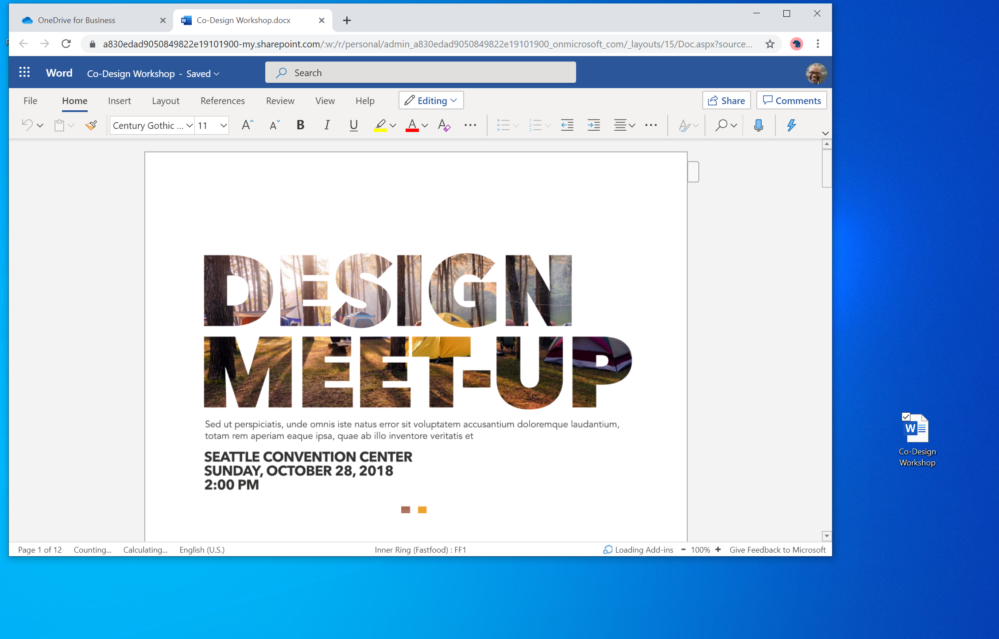 OneDrive for Business
Co-Design Workshop.docx
a830edad9050849822e19101900-my.sharepoint.com/:w:/r/personal/admin_a830edad9050849822e19101900_onmicrosoft_com/_layouts/15/Doc.aspx?source...
Word Co-Design Workshop - Saved
Search
File Home Insert Layout References Review View Help Editing Share Comments
Century Gothic ... 11
DESIGN
MEET-UP
Sed ut perspiciatis, unde omnis iste natus error sit voluptatem accusantium doloremque laudantium,
totam rem aperiam eaque ipsa, quae ab illo inventore veritatis et
SEATTLE CONVENTION CENTER
SUNDAY, OCTOBER 28, 2018
2:00 PM
Co-Design
Workshop
Page 1 of 12 Counting... Calculating... English (U.S.) Inner Ring (Fastfood) : FF1 Loading Add-ins - 100% + Give Feedback to Microsoft